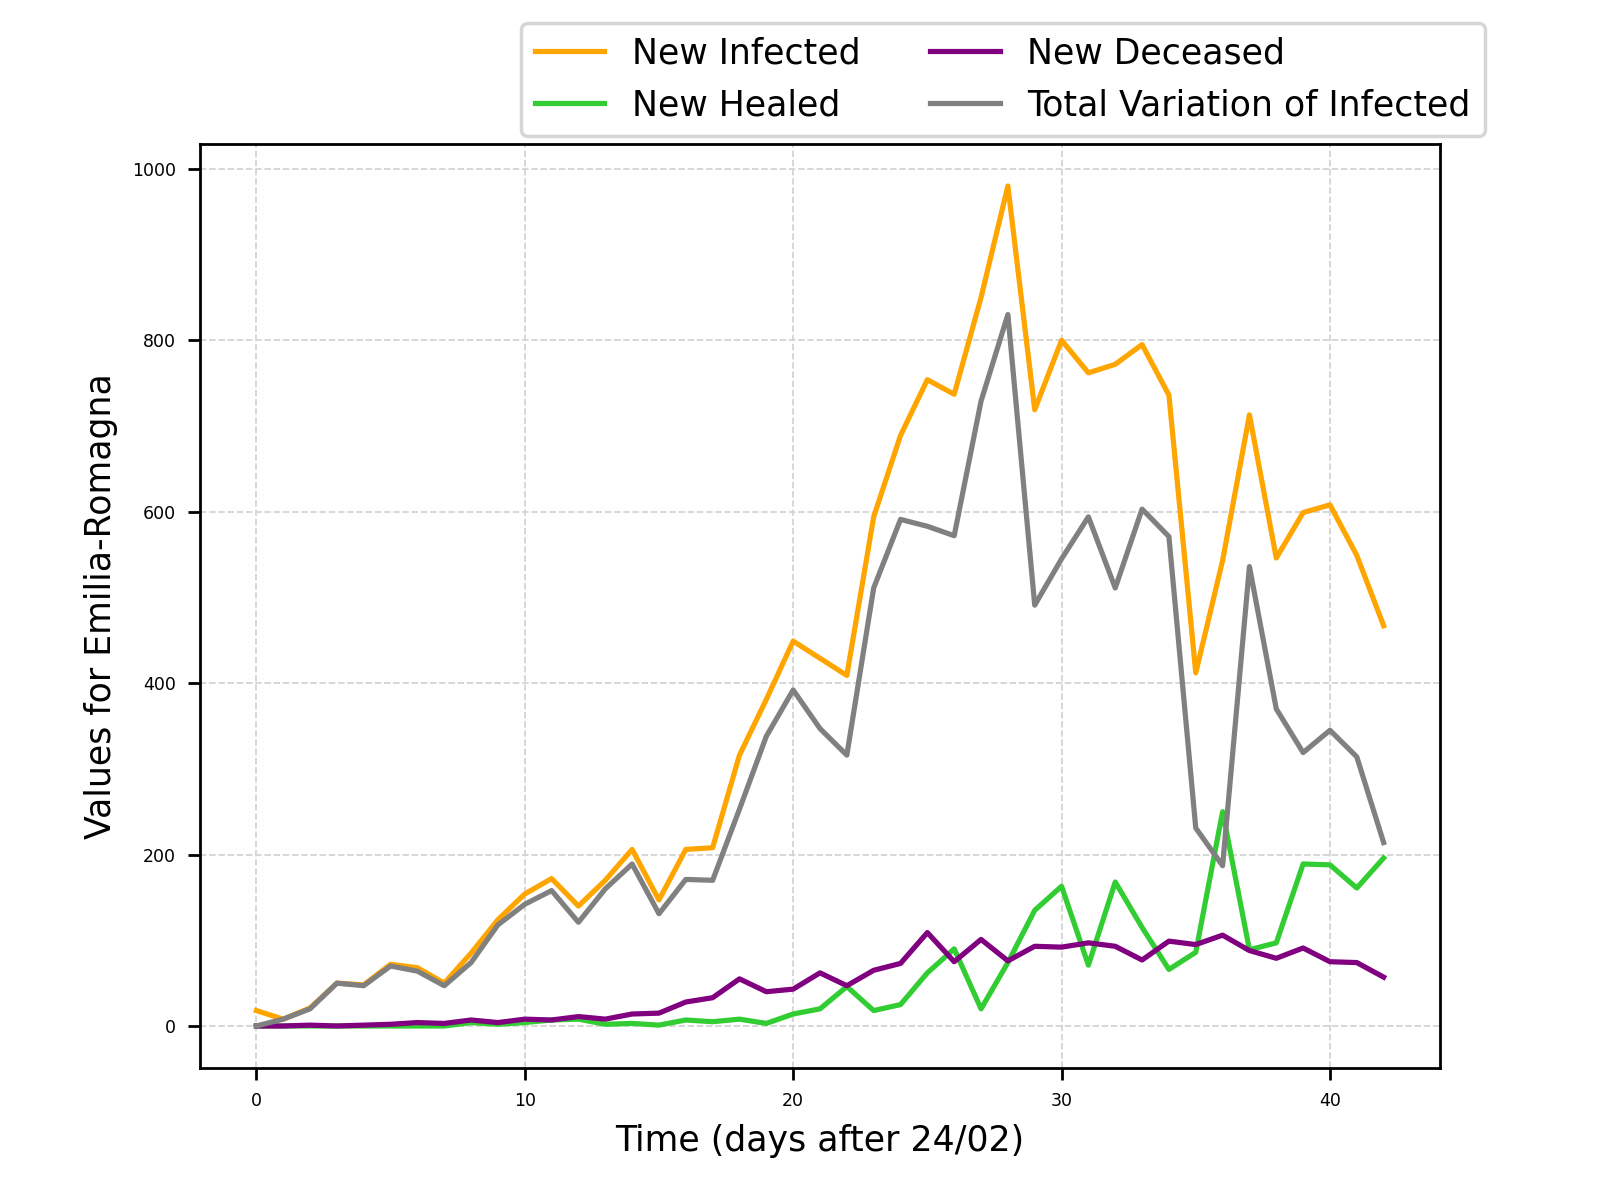 New Infected
New Healed
New Deceased
Total Variation of Infected
Values for Emilia-Romagna
1000
800
600
400
200
0
0 10 20 30 40
Time (days after 24/02)